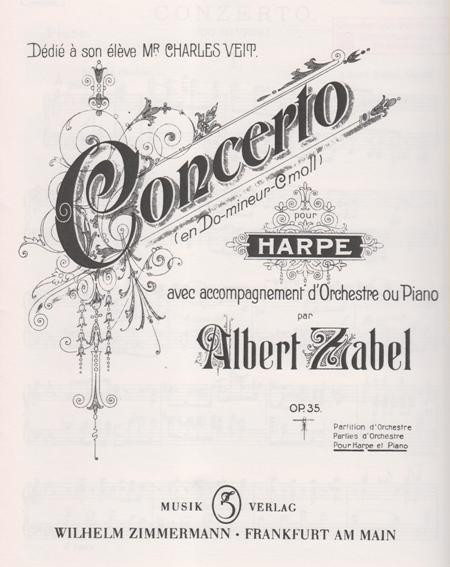 Dédié à son élève MR CHARLES VEIT.
Concerto
(en Do-mineur-Cmoll)
pour
HARPE
avec accompagnement d'Orchestre ou Piano
par
Albert Zabel
OP. 35.
Partition d'Orchestre
Parties d'Orchestre
Pour Harpe et Piano
MUSIK VERLAG
WILHELM ZIMMERMANN · FRANKFURT AM MAIN